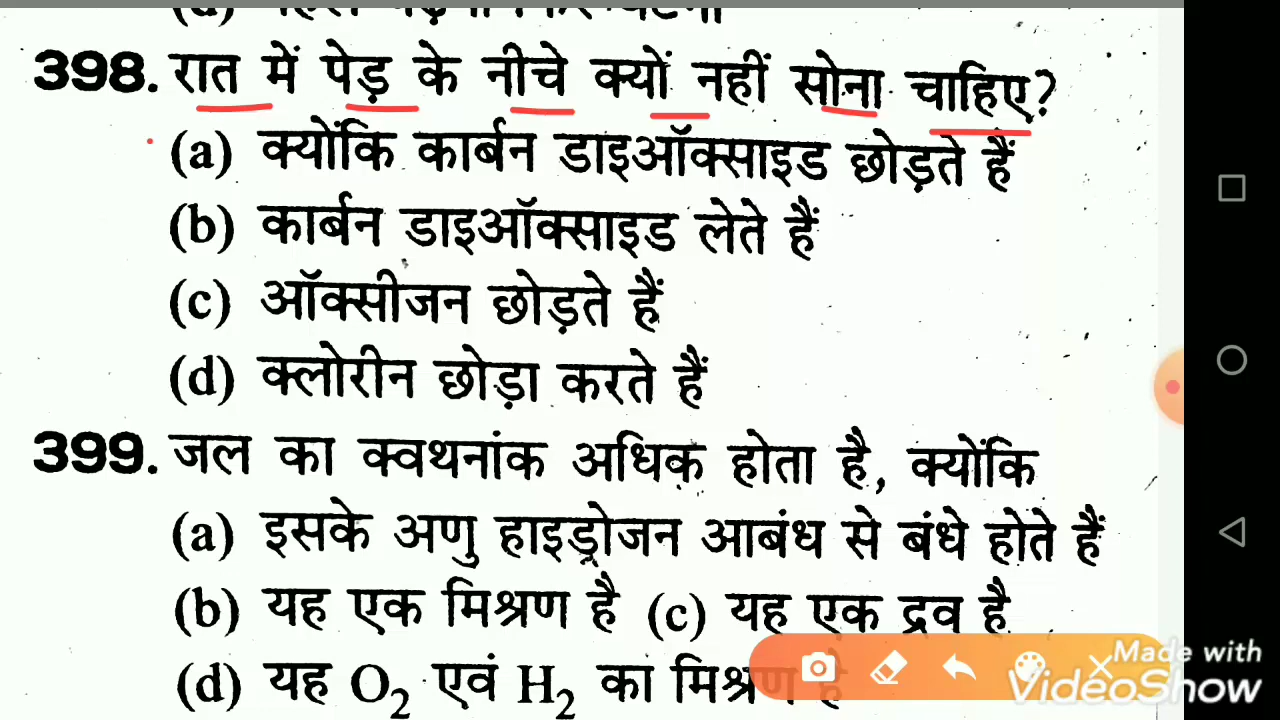 398. रात में पेड़ के नीचे क्यों नहीं सोना चाहिए?
(a) क्योंकि कार्बन डाइऑक्साइड छोड़ते हैं
(b) कार्बन डाइऑक्साइड लेते हैं
(c) ऑक्सीजन छोड़ते हैं
(d) क्लोरीन छोड़ा करते हैं
399. जल का क्वथनांक अधिक होता है, क्योंकि
(a) इसके अणु हाइड्रोजन आबंध से बंधे होते हैं
(b) यह एक मिश्रण है (c) यह एक द्रव है
(d) यह O₂ एवं H₂ का मिश्रण है
Made with
VideoShow